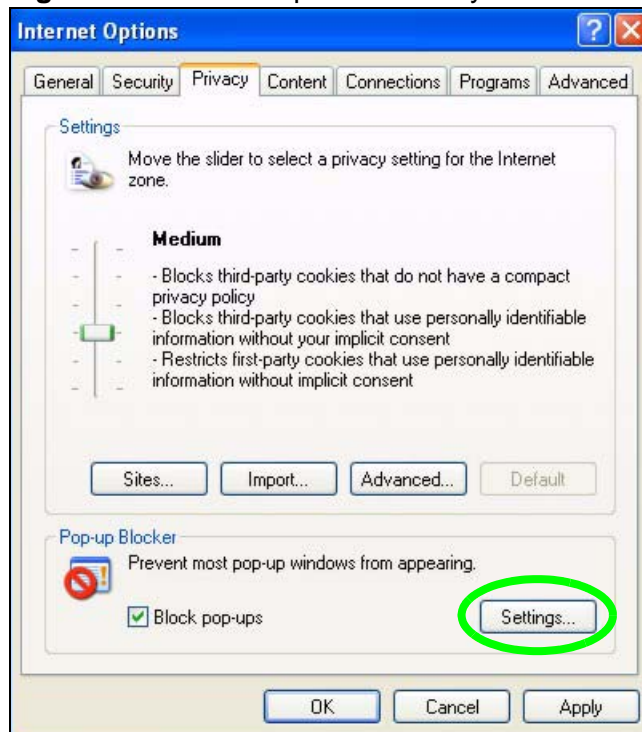 Internet Options
General Security Privacy Content Connections Programs Advanced
Settings
Move the slider to select a privacy setting for the Internet
zone.
Medium
- Blocks third-party cookies that do not have a compact
privacy policy
- Blocks third-party cookies that use personally identifiable
information without your implicit consent
- Restricts first-party cookies that use personally identifiable
information without implicit consent
Sites... Import... Advanced... Default
Pop-up Blocker
Prevent most pop-up windows from appearing.
Block pop-ups Settings...
OK Cancel Apply